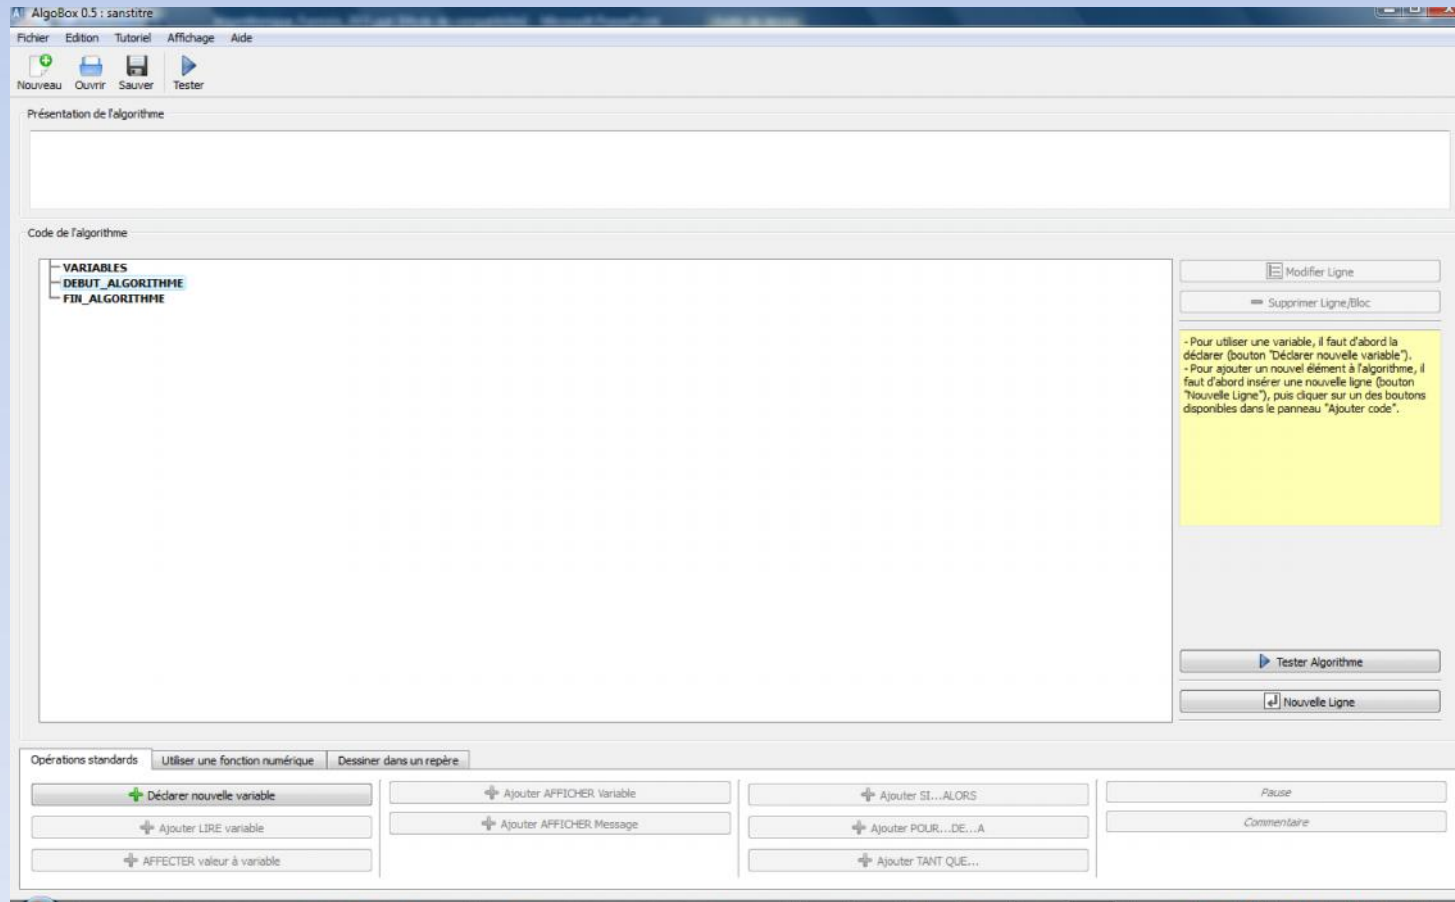 AlgoBox 0.5 : sanstitre
Fichier Edition Tutoriel Affichage Aide
Nouveau Ouvrir Sauver Tester
Présentation de l'algorithme
Code de l'algorithme
VARIABLES
DEBUT_ALGORITHME
FIN_ALGORITHME
Modifier Ligne
Supprimer Ligne/Bloc
- Pour utiliser une variable, il faut d'abord la
déclarer (bouton "Déclarer nouvelle variable").
- Pour ajouter un nouvel élément à l'algorithme, il
faut d'abord insérer une nouvelle ligne (bouton
"Nouvelle Ligne"), puis cliquer sur un des boutons
disponibles dans le panneau "Ajouter code".
Tester Algorithme
Nouvelle Ligne
Opérations standards Utiliser une fonction numérique Dessiner dans un repère
Déclarer nouvelle variable
Ajouter LIRE variable
AFFECTER valeur à variable
Ajouter AFFICHER Variable
Ajouter AFFICHER Message
Ajouter SI...ALORS
Ajouter POUR...DE...A
Ajouter TANT QUE...
Pause
Commentaire